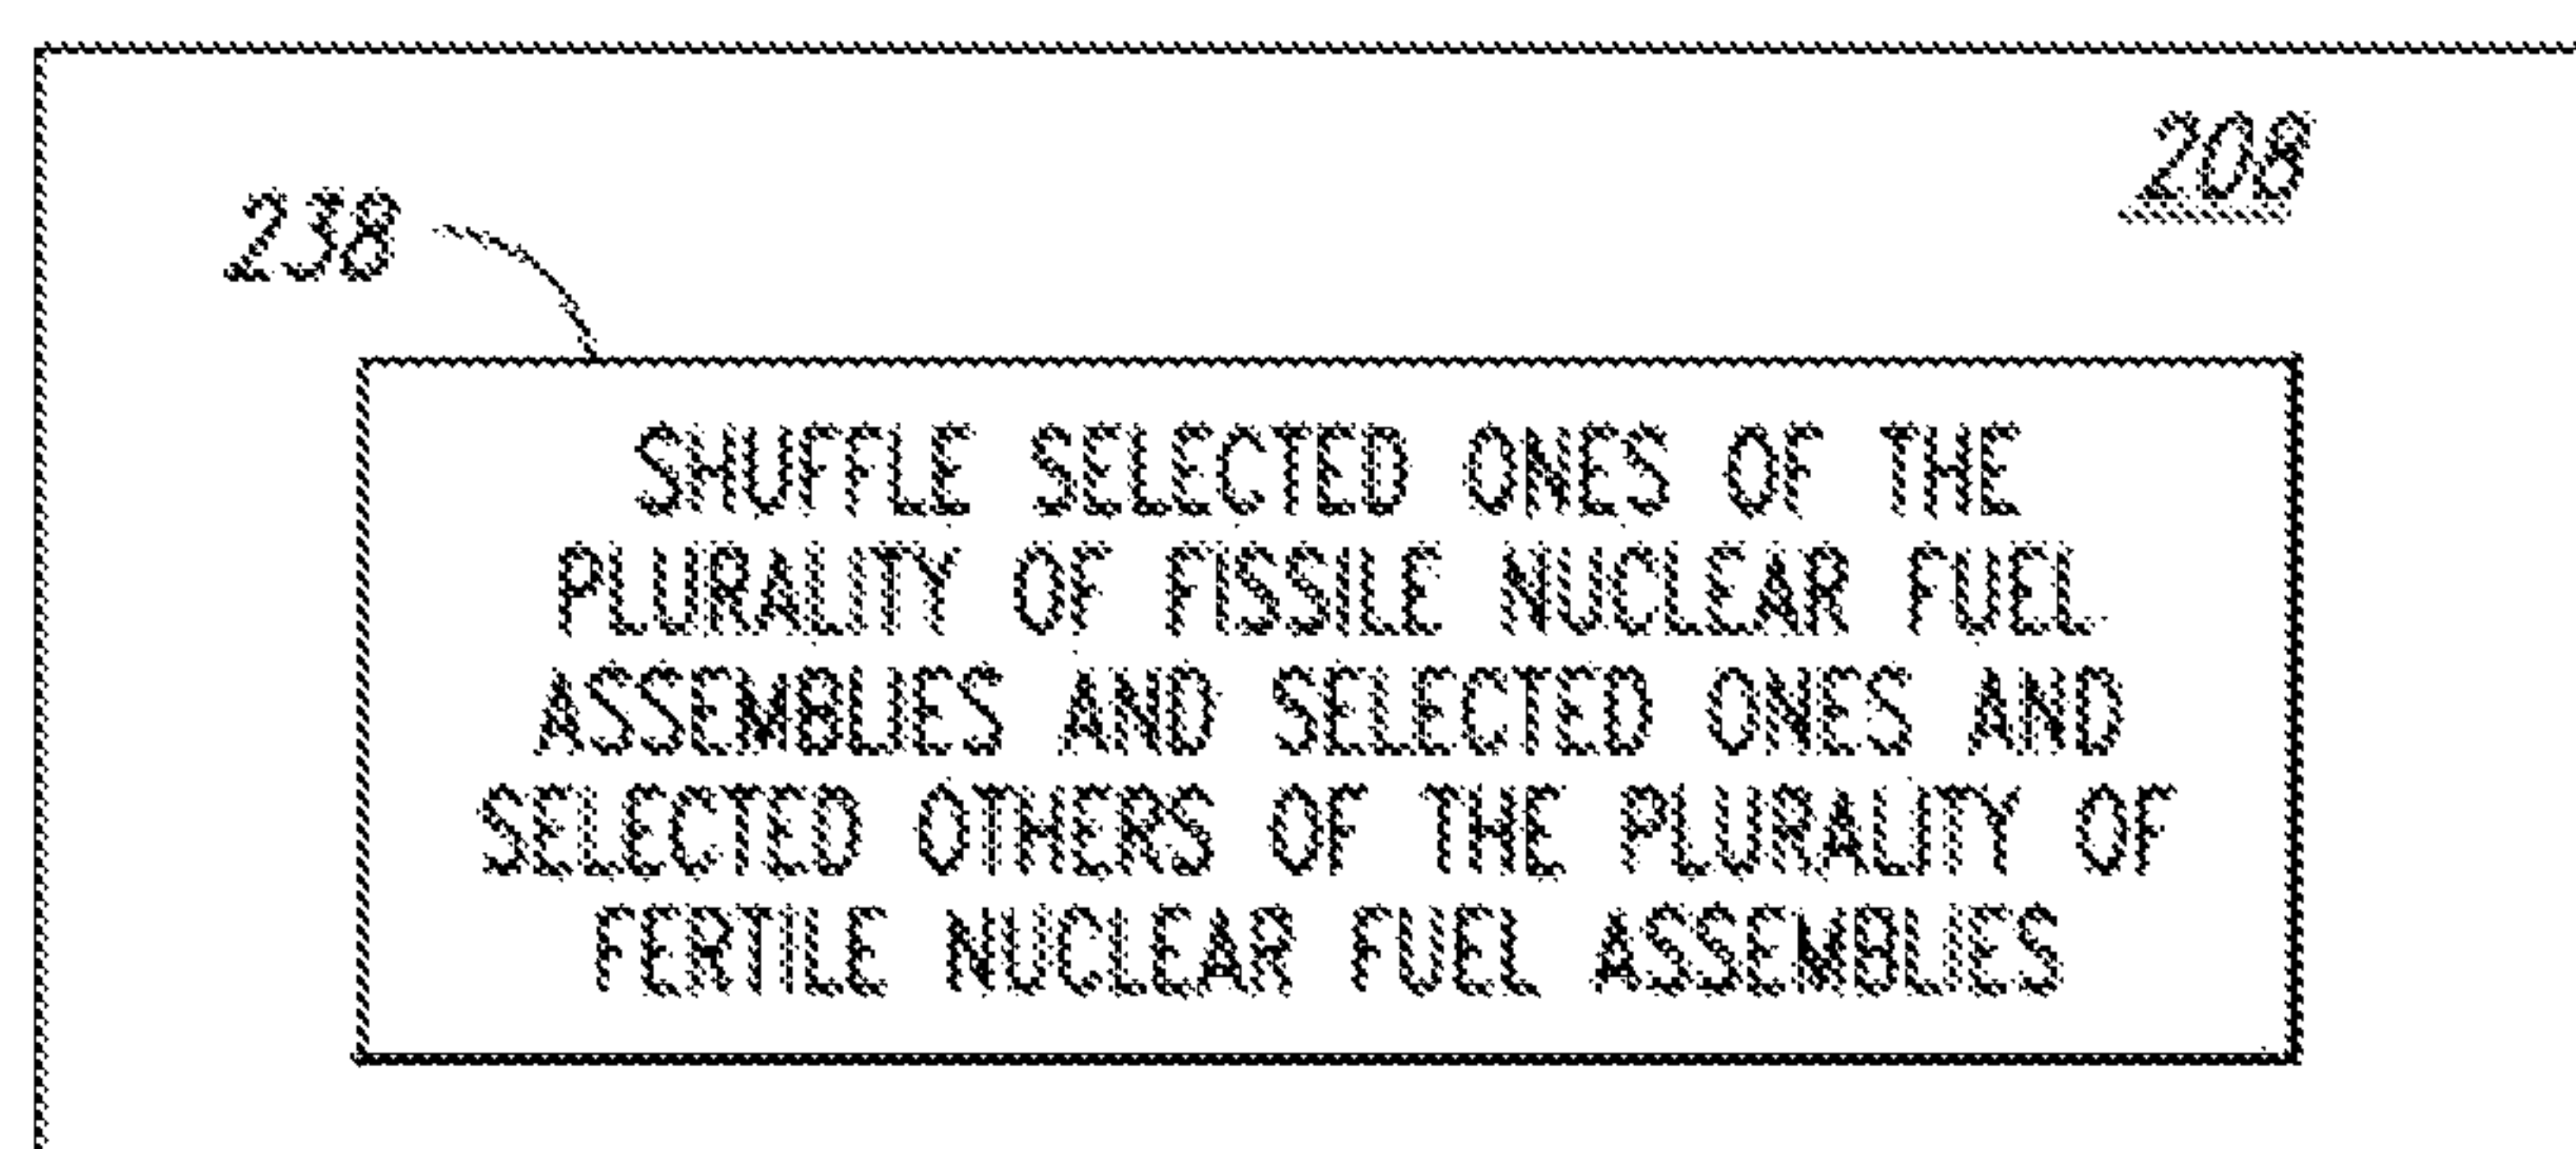 208
238
SHUFFLE SELECTED ONES OF THE
PLURALITY OF FISSILE NUCLEAR FUEL
ASSEMBLIES AND SELECTED ONES AND
SELECTED OTHERS OF THE PLURALITY OF
FERTILE NUCLEAR FUEL ASSEMBLIES